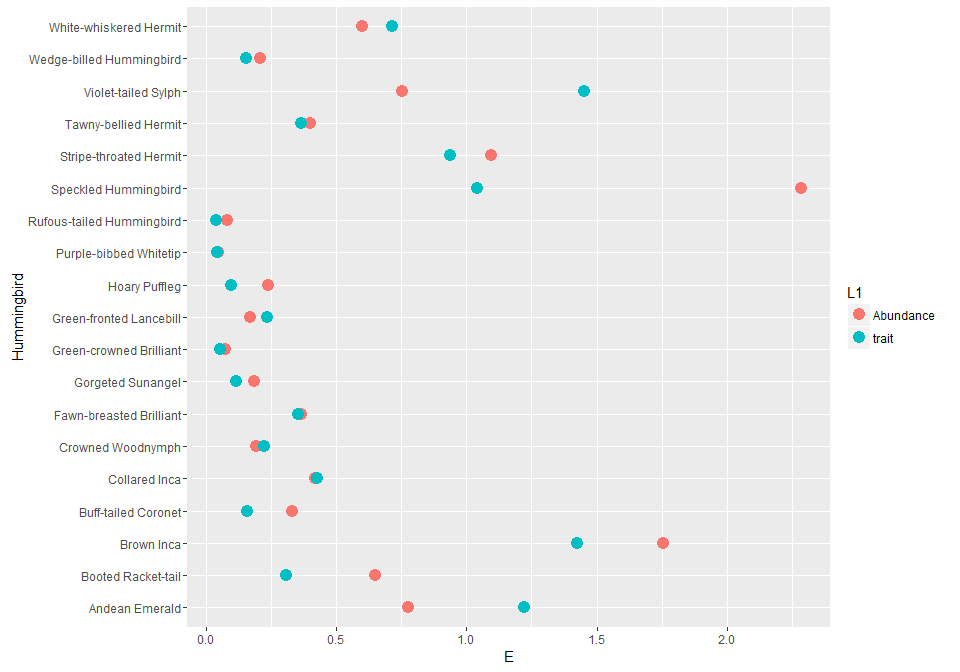 White-whiskered Hermit
Wedge-billed Hummingbird
Violet-tailed Sylph
Tawny-bellied Hermit
Stripe-throated Hermit
Speckled Hummingbird
Rufous-tailed Hummingbird
Purple-bibbed Whitetip
Hoary Puffleg
Green-fronted Lancebill
Green-crowned Brilliant
Gorgeted Sunangel
Fawn-breasted Brilliant
Crowned Woodnymph
Collared Inca
Buff-tailed Coronet
Brown Inca
Booted Racket-tail
Andean Emerald
Hummingbird
0.0 0.5 1.0 1.5 2.0
E
L1
Abundance
trait